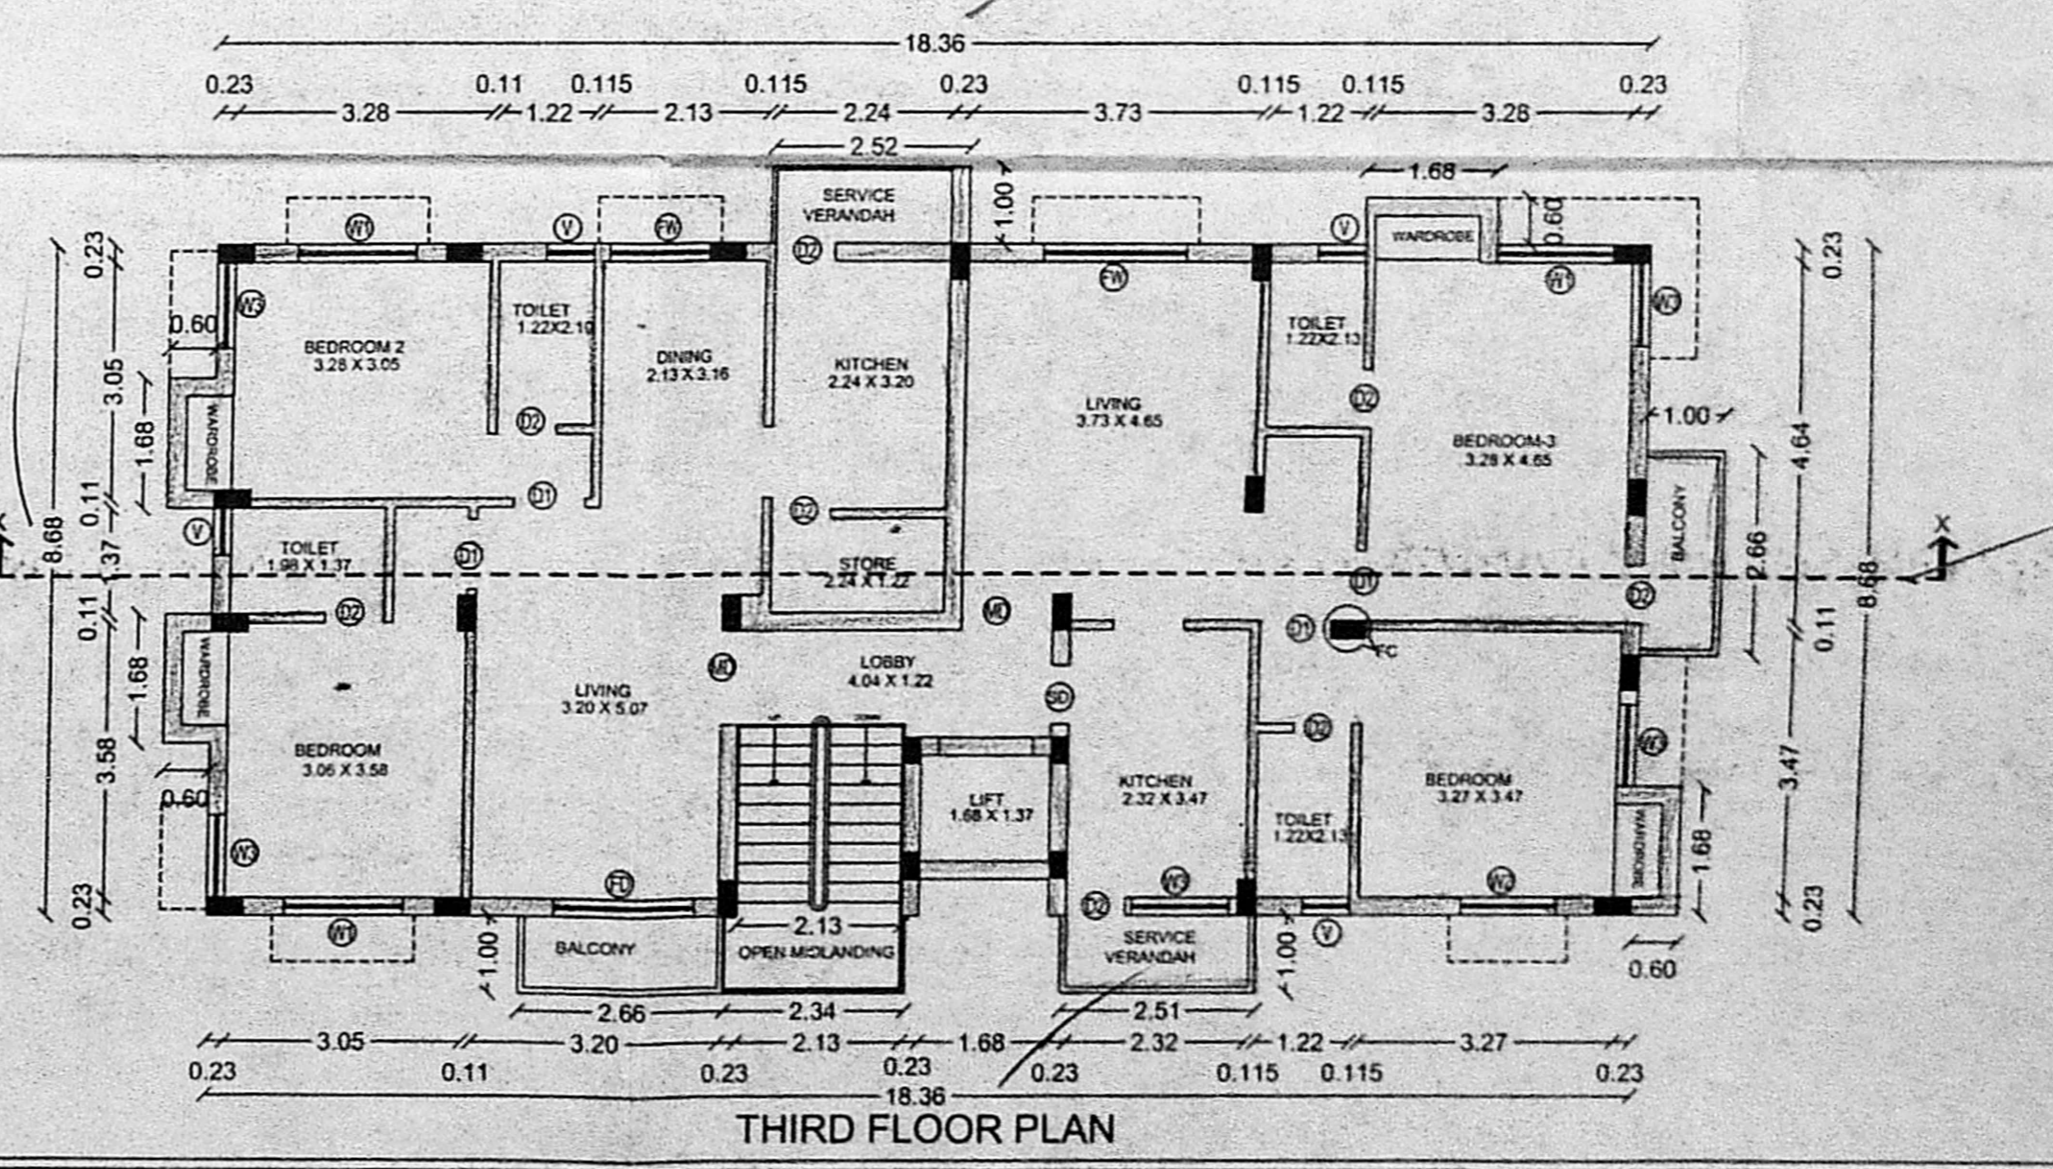 18.36
0.23 0.11 0.115 0.115 0.23 0.115 0.115 0.23
3.28 1.22 2.13 2.24 3.73 1.22 3.28
2.52
1.68
SERVICE
VERANDAH
1.00
0.60
W1 V FW D2 FW V WARDROBE W1
0.23
0.23
W3
W3
0.60
TOILET
1.22X2.10
TOILET
1.22X2.13
BEDROOM 2
3.28 X 3.05
DINING
2.13 X 3.16
KITCHEN
2.24 X 3.20
LIVING
3.73 X 4.65
BEDROOM-3
3.28 X 4.65
3.05
1.68
WARDROBE
D2
D2
1.00
4.64
D1
D2
0.11
V
8.68
1.37
TOILET
1.98 X 1.37
D1
STORE
2.24 X 1.22
D1
BALCONY
2.66
8.68
X
D2
0.11
D2
MD
D1
FC
0.11
1.68
WARDROBE
MD
LOBBY
4.04 X 1.22
SD
LIVING
3.20 X 5.07
UP
DOWN
D2
BEDROOM
3.06 X 3.58
3.58
0.60
W3
LIFT
1.68 X 1.37
KITCHEN
2.32 X 3.47
TOILET
1.22X2.13
BEDROOM
3.27 X 3.47
W3
3.47
WARDROBE
1.68
0.23
W1
FD
D2
W3
V
W2
0.23
1.00
BALCONY
2.13
OPEN MIDLANDING
SERVICE
VERANDAH
1.00
0.60
2.66 2.34 2.51
3.05 3.20 2.13 1.68 2.32 1.22 3.27
0.23 0.11 0.23 0.23 0.23 0.115 0.115 0.23
18.36
THIRD FLOOR PLAN